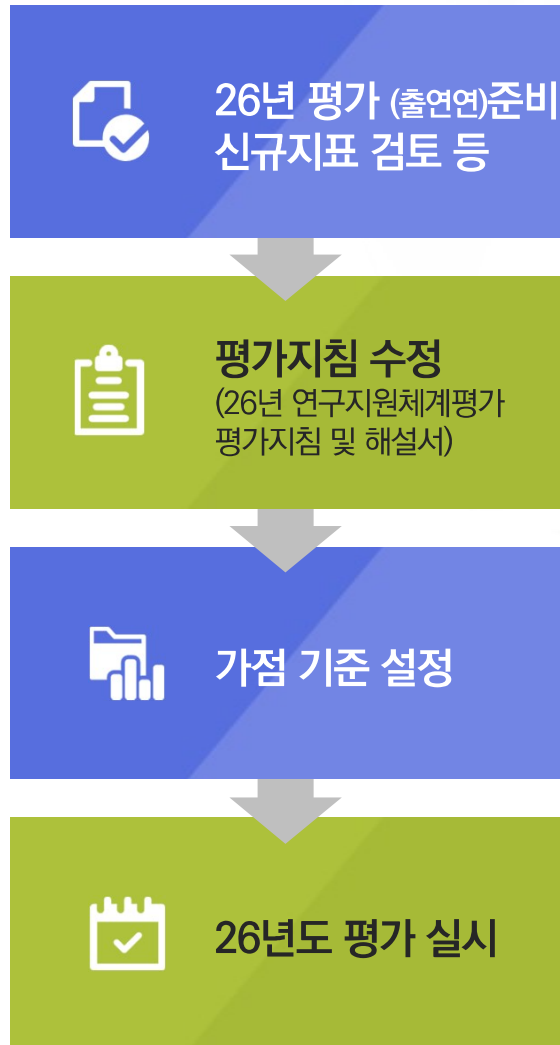 26년 평가 (출연연)준비
신규지표 검토 등
평가지침 수정
(26년 연구지원체계평가
평가지침 및 해설서)
가점 기준 설정
26년도 평가 실시